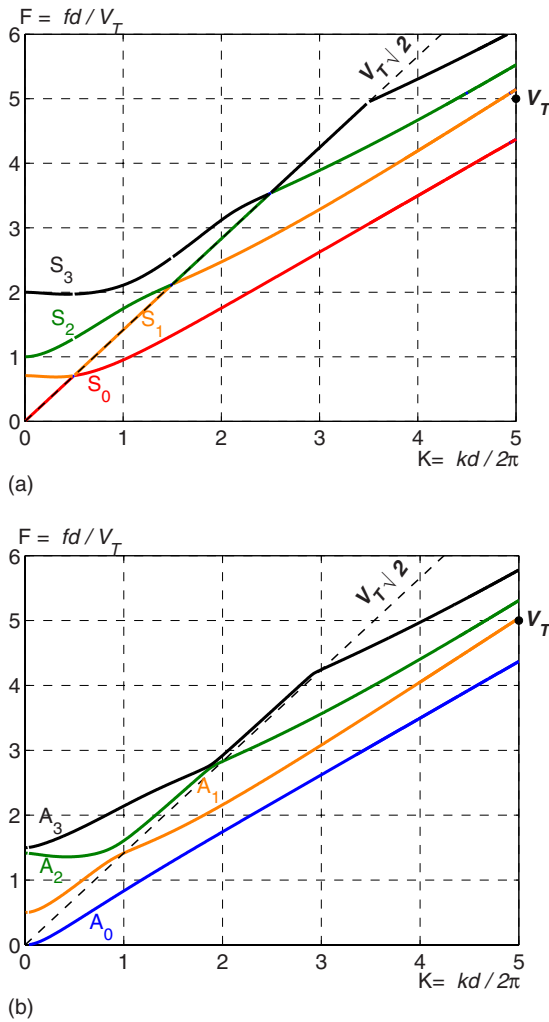 F = fd / V_T
6
5
4
3
2
1
0
0 1 2 3 4 5
V_T √2
V_T
S_3
S_2
S_1
S_0
K= kd / 2π
(a)
F = fd / V_T
6
5
4
3
2
1
0
0 1 2 3 4 5
V_T √2
V_T
A_3
A_2
A_1
A_0
K= kd / 2π
(b)